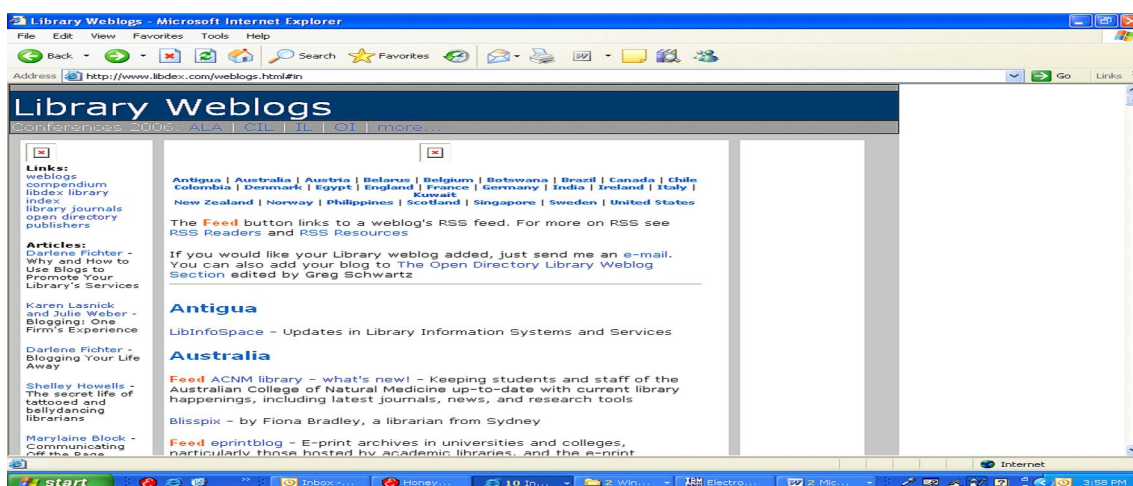 Library Weblogs - Microsoft Internet Explorer
File Edit View Favorites Tools Help
Back Search Favorites
Address http://www.libdex.com/weblogs.html#in Go Links
Library Weblogs
Conferences 2006: ALA | CIL | IL | OI | more...
Links:
weblogs
compendium
libdex library
index
library journals
open directory
publishers
Articles:
Darlene Fichter -
Why and How to
Use Blogs to
Promote Your
Library's Services
Karen Lasnick
and Julie Weber -
Blogging: One
Firm's Experience
Darlene Fichter -
Blogging Your Life
Away
Shelley Howells -
The secret life of
tattooed and
bellydancing
librarians
Marylaine Block -
Communicating
Off the Page
Antigua | Australia | Austria | Belarus | Belgium | Botswana | Brazil | Canada | Chile
Colombia | Denmark | Egypt | England | France | Germany | India | Ireland | Italy |
Kuwait
New Zealand | Norway | Philippines | Scotland | Singapore | Sweden | United States
The Feed button links to a weblog's RSS feed. For more on RSS see
RSS Readers and RSS Resources
If you would like your Library weblog added, just send me an e-mail.
You can also add your blog to The Open Directory Library Weblog
Section edited by Greg Schwartz
Antigua
LibInfoSpace - Updates in Library Information Systems and Services
Australia
Feed ACNM library - what's new! - Keeping students and staff of the
Australian College of Natural Medicine up-to-date with current library
happenings, including latest journals, news, and research tools
Blisspix - by Fiona Bradley, a librarian from Sydney
Feed eprintblog - E-print archives in universities and colleges,
particularly those hosted by academic libraries, and the e-print
Internet
start Inbox -... Honey... 10 In... 2 Win... Electro... 2 Mic... 3:58 PM